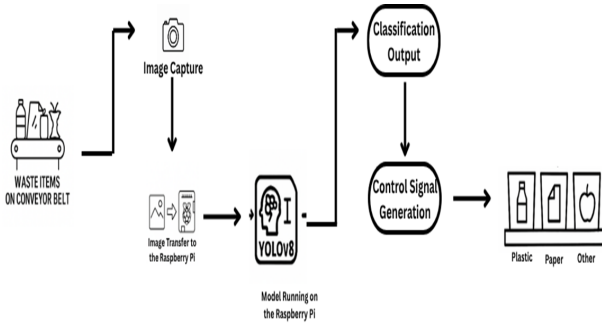 WASTE ITEMS
ON CONVEYOR BELT
Image Capture
Image Transfer to
the Raspberry Pi
YOLOv8
Model Running on
the Raspberry Pi
Classification
Output
Control Signal
Generation
Plastic
Paper
Other